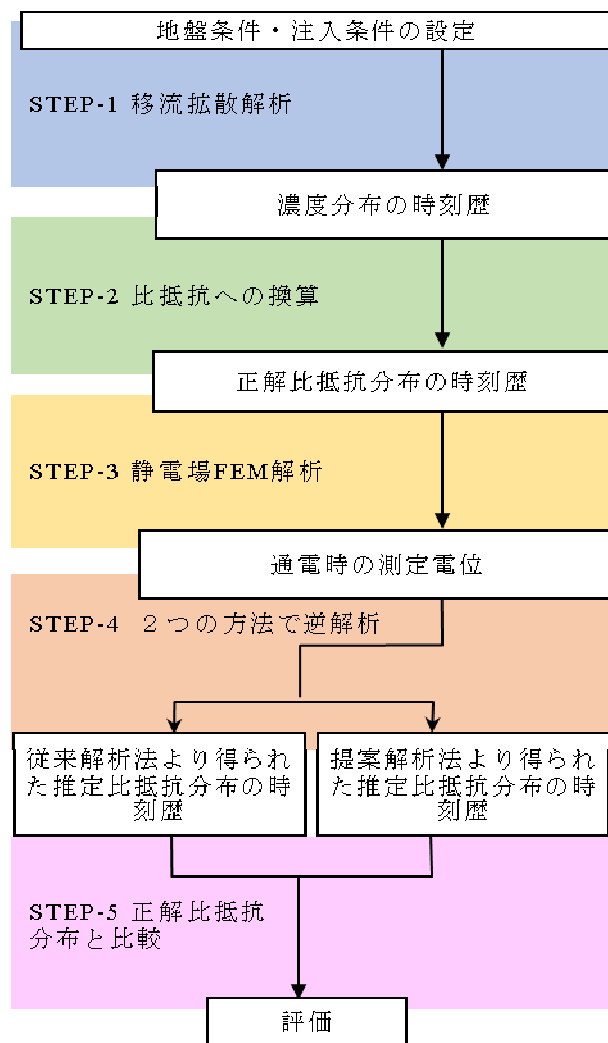 地盤条件・注入条件の設定
STEP-1 移流拡散解析
濃度分布の時刻歴
STEP-2 比抵抗への換算
正解比抵抗分布の時刻歴
STEP-3 静電場FEM解析
通電時の測定電位
STEP-4 ２つの方法で逆解析
従来解析法より得られ
た推定比抵抗分布の時
刻歴
提案解析法より得られ
た推定比抵抗分布の時
刻歴
STEP-5 正解比抵抗
分布と比較
評価